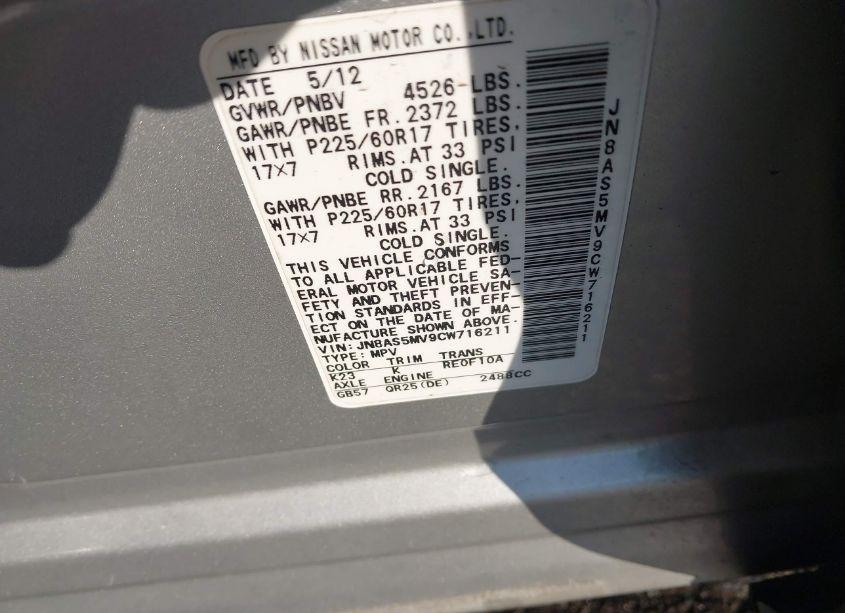 MFD BY NISSAN MOTOR CO.,LTD.
DATE 5/12
GVWR/PNBV 4526-LBS.
GAWR/PNBE FR. 2372 LBS.
WITH P225/60R17 TIRES,
17×7 RIMS.AT 33 PSI
COLD SINGLE.
GAWR/PNBE RR. 2167 LBS.
WITH P225/60R17 TIRES,
17×7 RIMS.AT 33 PSI
COLD SINGLE.
THIS VEHICLE CONFORMS
TO ALL APPLICABLE FED-
ERAL MOTOR VEHICLE SA-
FETY AND THEFT PREVEN-
TION STANDARDS IN EFF-
ECT ON THE DATE OF MA-
NUFACTURE SHOWN ABOVE.
VIN: JN8AS5MV9CW716211
TYPE: MPV
COLOR TRIM TRANS
K23 K RE0F10A
AXLE ENGINE
GB57 QR25(DE) 2488CC
JN8AS5MV9CW716211